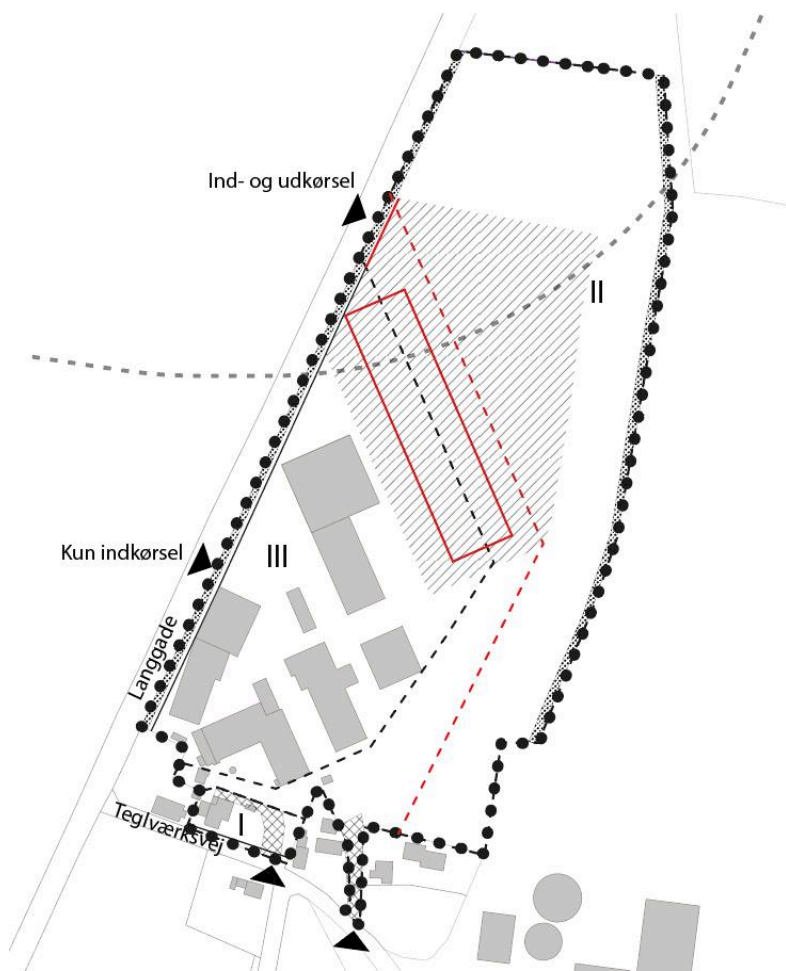 Ind- og udkørsel
II
Kun indkørsel
III
Langgade
I
Teglværksvej